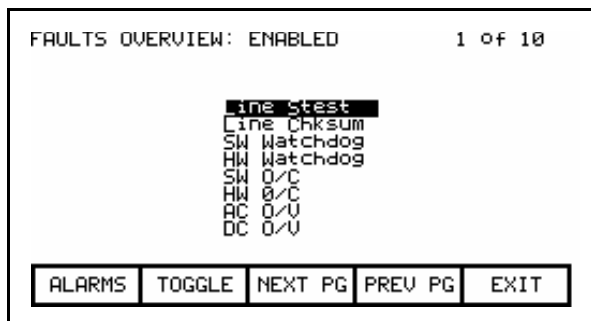 FAULTS OVERVIEW: ENABLED 1 of 10
Line Stest
Line Chksum
SW Watchdog
HW Watchdog
SW O/C
HW 0/C
AC O/V
DC O/V
ALARMS TOGGLE NEXT PG PREV PG EXIT